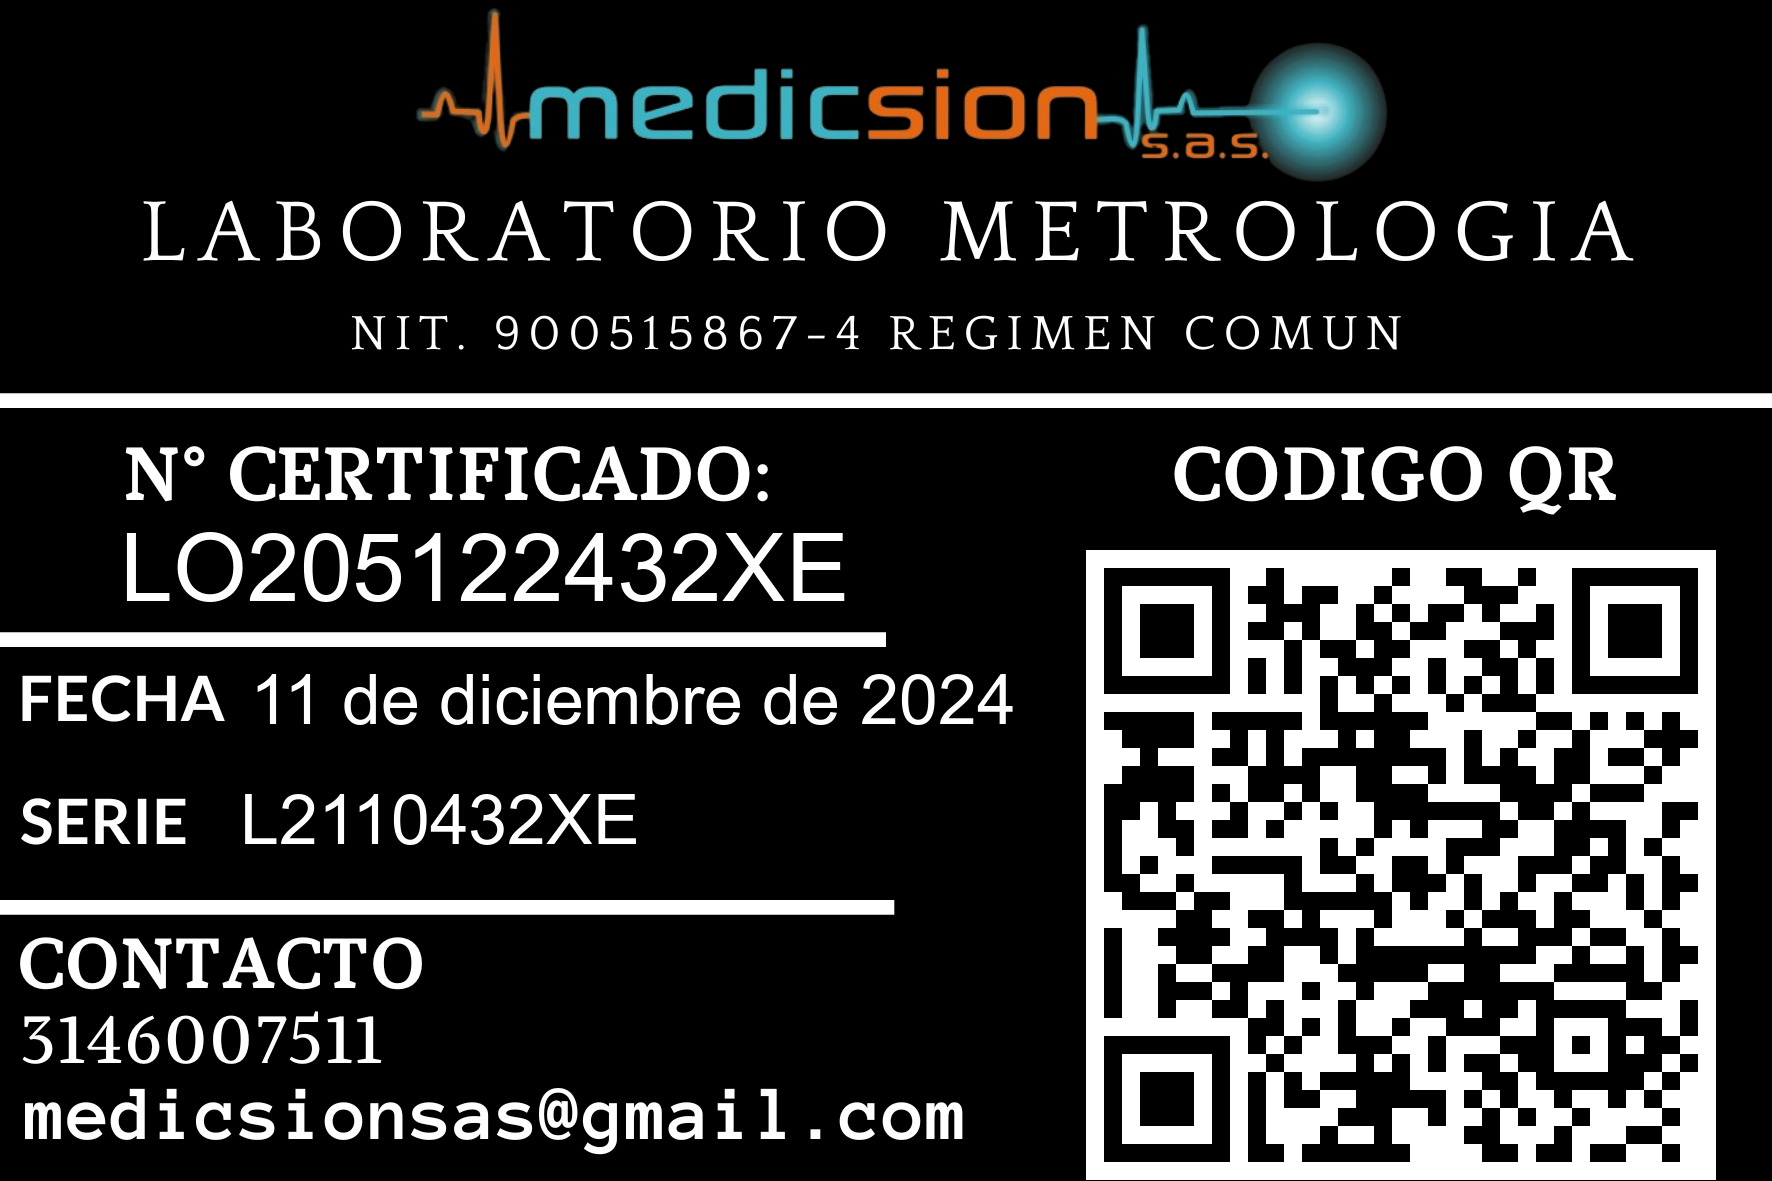 medicsion
s.a.s.
LABORATORIO METROLOGIA
NIT. 900515867-4 REGIMEN COMUN
N° CERTIFICADO:
LO205122432XE
CODIGO QR
FECHA 11 de diciembre de 2024
SERIE L2110432XE
CONTACTO
3146007511
medicsionsas@gmail.com